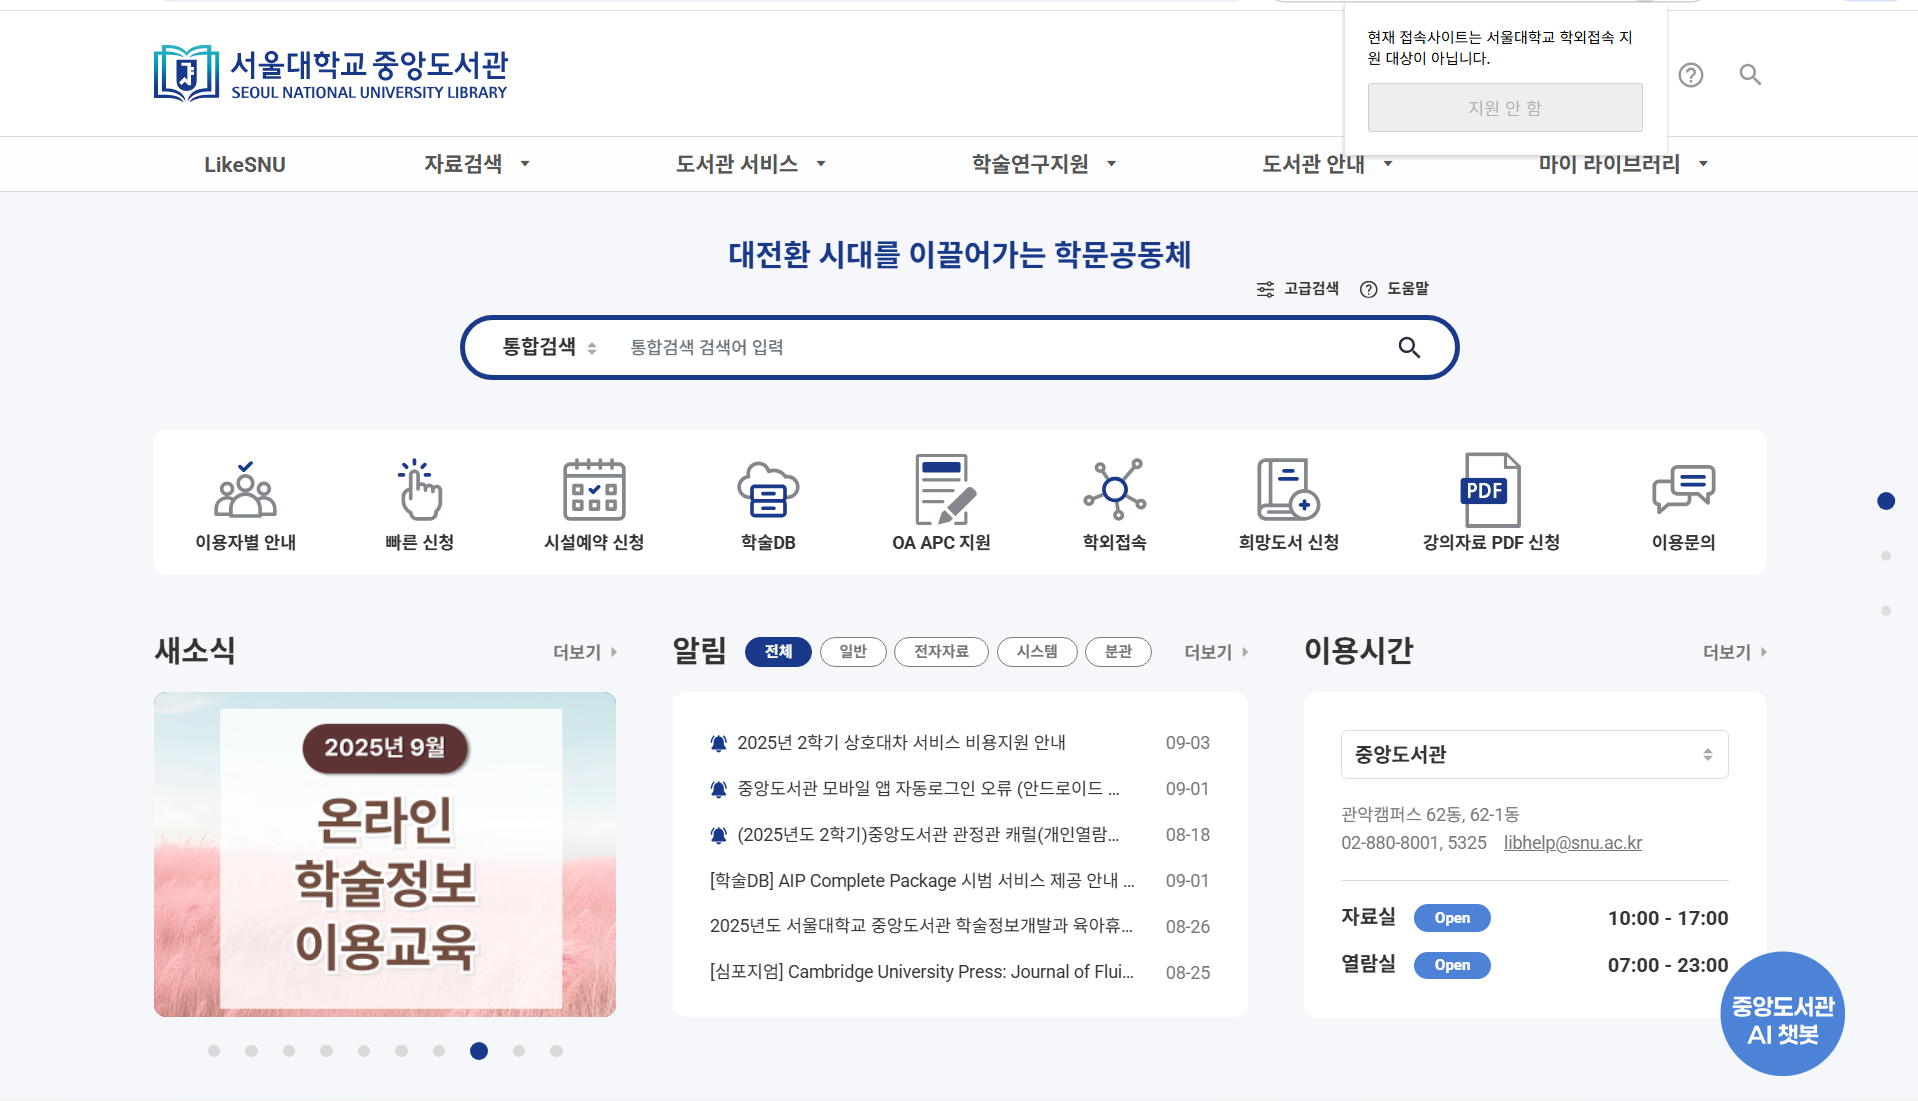 현재 접속사이트는 서울대학교 학외접속 지
원 대상이 아닙니다.
지원 안 함
서울대학교 중앙도서관
SEOUL NATIONAL UNIVERSITY LIBRARY
LikeSNU
자료검색
도서관 서비스
학술연구지원
도서관 안내
마이 라이브러리
대전환 시대를 이끌어가는 학문공동체
고급검색
도움말
통합검색
통합검색 검색어 입력
이용자별 안내
빠른 신청
시설예약 신청
학술DB
OA APC 지원
학외접속
희망도서 신청
PDF
강의자료 PDF 신청
이용문의
새소식
더보기
2025년 9월
온라인
학술정보
이용교육
알림
전체
일반
전자자료
시스템
분관
더보기
2025년 2학기 상호대차 서비스 비용지원 안내 09-03
중앙도서관 모바일 앱 자동로그인 오류 (안드로이드 ... 09-01
(2025년도 2학기)중앙도서관 관정관 캐럴(개인열람... 08-18
[학술DB] AIP Complete Package 시범 서비스 제공 안내 ... 09-01
2025년도 서울대학교 중앙도서관 학술정보개발과 육아휴... 08-26
[심포지엄] Cambridge University Press: Journal of Flui... 08-25
이용시간
더보기
중앙도서관
관악캠퍼스 62동, 62-1동
02-880-8001, 5325 libhelp@snu.ac.kr
자료실 Open 10:00 - 17:00
열람실 Open 07:00 - 23:00
중앙도서관
AI 챗봇